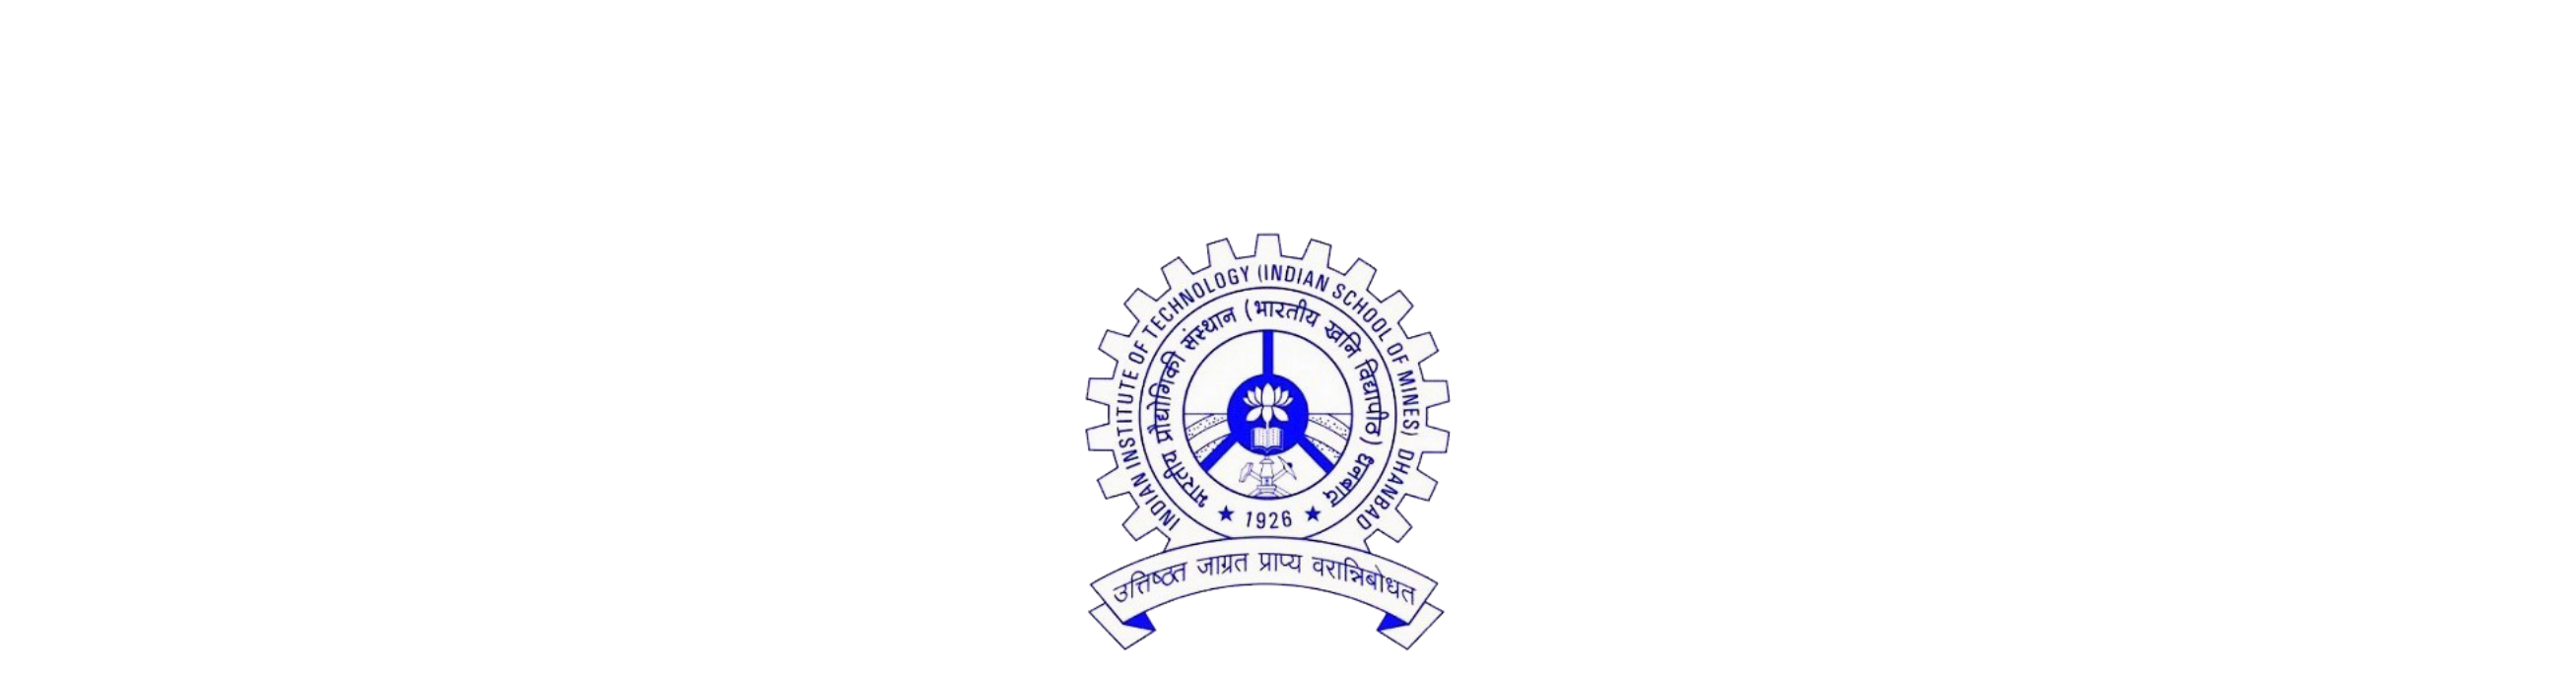 INDIAN INSTITUTE OF TECHNOLOGY (INDIAN SCHOOL OF MINES) DHANBAD
भारतीय प्रौद्योगिकी संस्थान (भारतीय खनि विद्यापीठ) धनबाद
1926
उत्तिष्ठत जाग्रत प्राप्य वरान्निबोधत